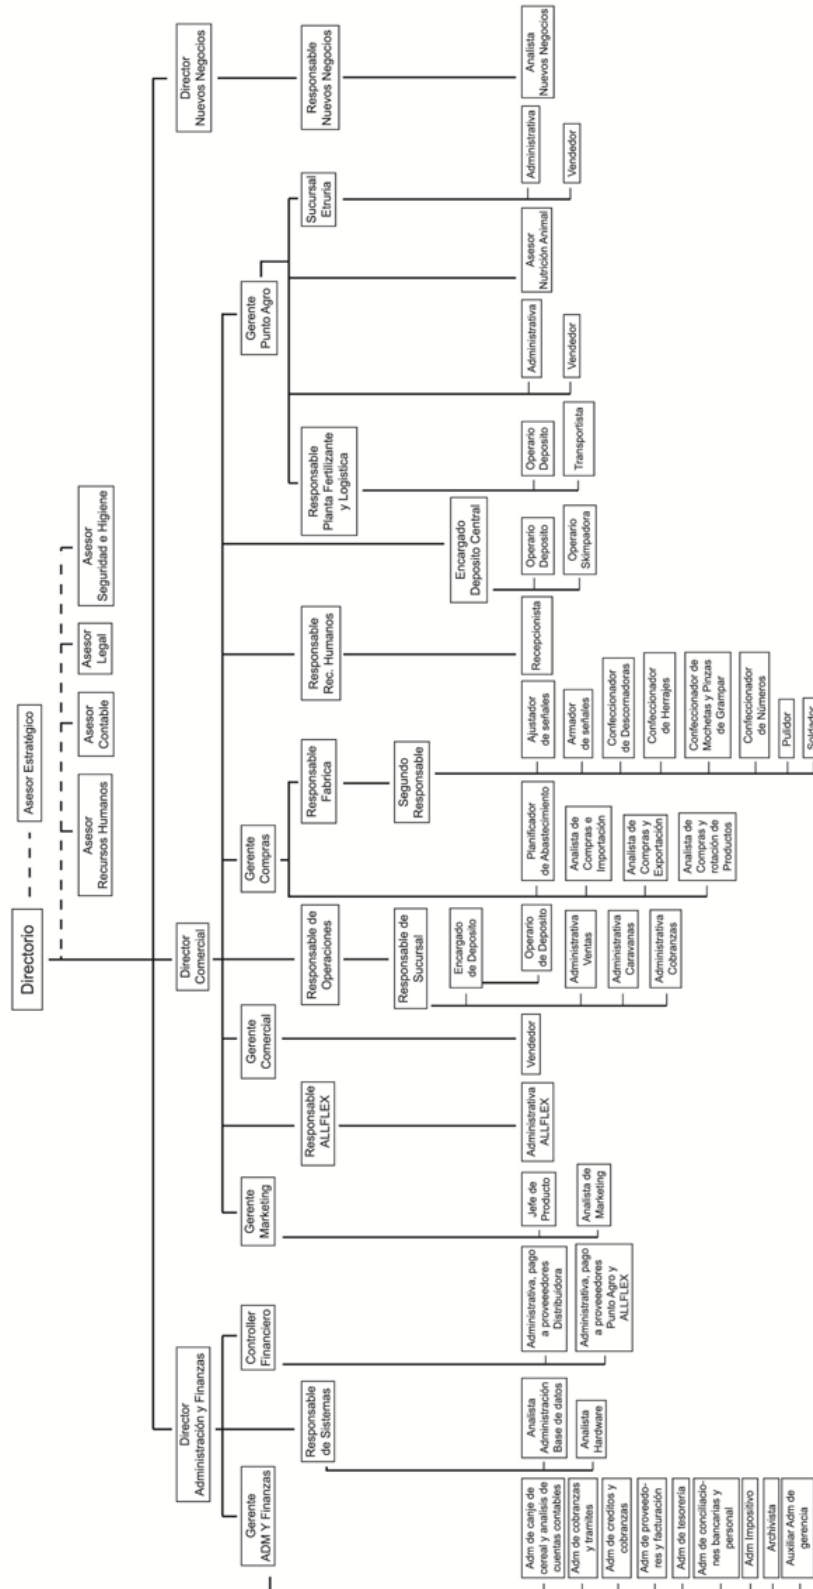 Directorio
Asesor Estratégico
Asesor
Recursos Humanos
Asesor
Contable
Asesor
Legal
Asesor
Seguridad e Higiene
Director
Administración y Finanzas
Director
Comercial
Director
Nuevos Negocios
Gerente
ADM Y Finanzas
Controller
Financiero
Gerente
Marketing
Gerente
Comercial
Gerente
Compras
Gerente
Punto Agro
Responsable
de Sistemas
Responsable
ALLFLEX
Responsable de
Operaciones
Responsable
Fabrica
Responsable
Rec. Humanos
Responsable
Planta Fertilizante
y Logística
Sucursal
Etruria
Responsable
Nuevos Negocios
Responsable de
Sucursal
Segundo
Responsable
Encargado
Deposito Central
Encargado
de Deposito
Adm de canje de
cereal y analisis de
cuentas contables
Adm de cobranzas
y tramites
Adm de creditos y
cobranzas
Adm de proveedo-
res y facturación
Adm de tesorería
Adm de conciliacio-
nes bancarias y
personal
Adm Impositivo
Archivista
Auxiliar Adm de
gerencia
Analista
Administración
Base de datos
Analista
Hardware
Administrativa, pago
a proveeedores
Distribuidora
Administrativa, pago
a proveeedores
Punto Agro y
ALLFLEX
Jefe de
Producto
Analista de
Marketing
Administrativa
ALLFLEX
Vendedor
Operario
de Deposito
Administrativa
Ventas
Administrativa
Caravanas
Administrativa
Cobranzas
Planificador
de Abastecimiento
Analista de
Compras e
Importación
Analista de
Compras y
Exportación
Analista de
Compras y
rotación de
Productos
Ajustador
de señales
Armador
de señales
Confeccionador
de Descornadoras
Confeccionador
de Herrajes
Confeccionador de
Mochetas y Pinzas
de Grampar
Confeccionador
de Números
Pulidor
Soldador
Recepcionista
Operario
Deposito
Operario
Skimpadora
Operario
Deposito
Transportista
Administrativa
Vendedor
Asesor
Nutrición Animal
Administrativa
Vendedor
Analista
Nuevos Negocios